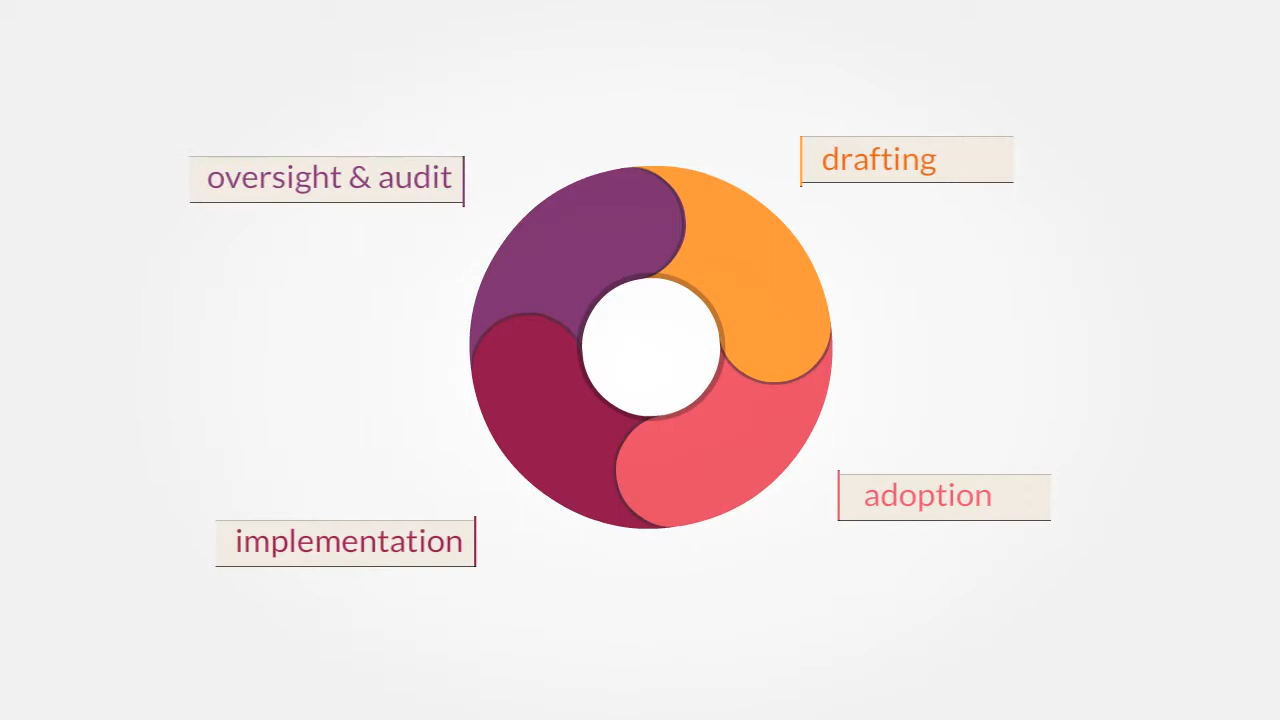 oversight & audit
drafting
adoption
implementation